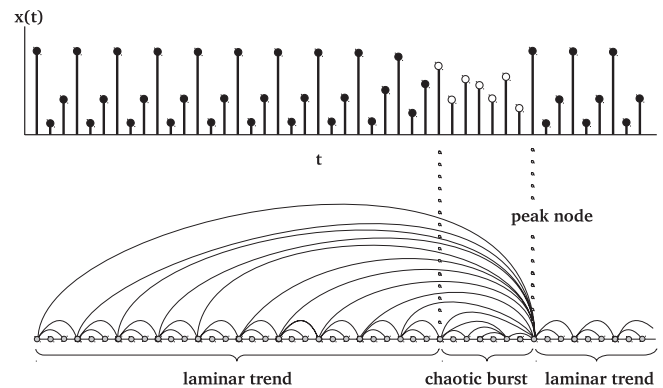 x(t)
t
peak node
laminar trend
chaotic burst
laminar trend